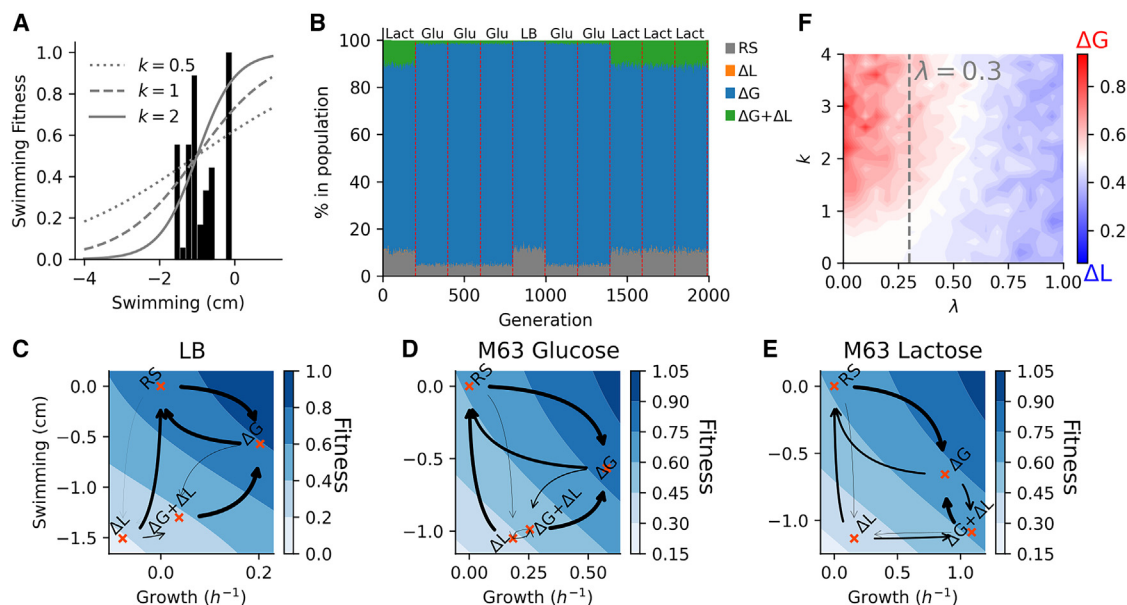 A
Swimming Fitness
1.0
0.8
0.6
0.4
0.2
0.0
k = 0.5
k = 1
k = 2
−4 −2 0
Swimming (cm)
B
Lact Glu Glu Glu LB Glu Glu Lact Lact Lact
% in population
100
80
60
40
20
0
0 500 1000 1500 2000
Generation
RS
ΔL
ΔG
ΔG+ΔL
F
k
4
3
2
1
0
λ = 0.3
0.00 0.25 0.50 0.75 1.00
λ
ΔG
0.8
0.6
0.4
0.2
ΔL
C
LB
Swimming (cm)
0.0
−0.5
−1.0
−1.5
RS
ΔG
ΔG+ΔL
ΔL
0.0 0.2
Growth (h⁻¹)
1.0
0.8
0.6
0.4
0.2
0.0
Fitness
D
M63 Glucose
0.0
−0.5
−1.0
RS
ΔG
ΔG+ΔL
ΔL
0.00 0.25 0.50
Growth (h⁻¹)
1.05
0.90
0.75
0.60
0.45
0.30
0.15
Fitness
E
M63 Lactose
0.0
−0.5
−1.0
RS
ΔG
ΔG+ΔL
ΔL
0.0 0.5 1.0
Growth (h⁻¹)
1.05
0.90
0.75
0.60
0.45
0.30
0.15
Fitness